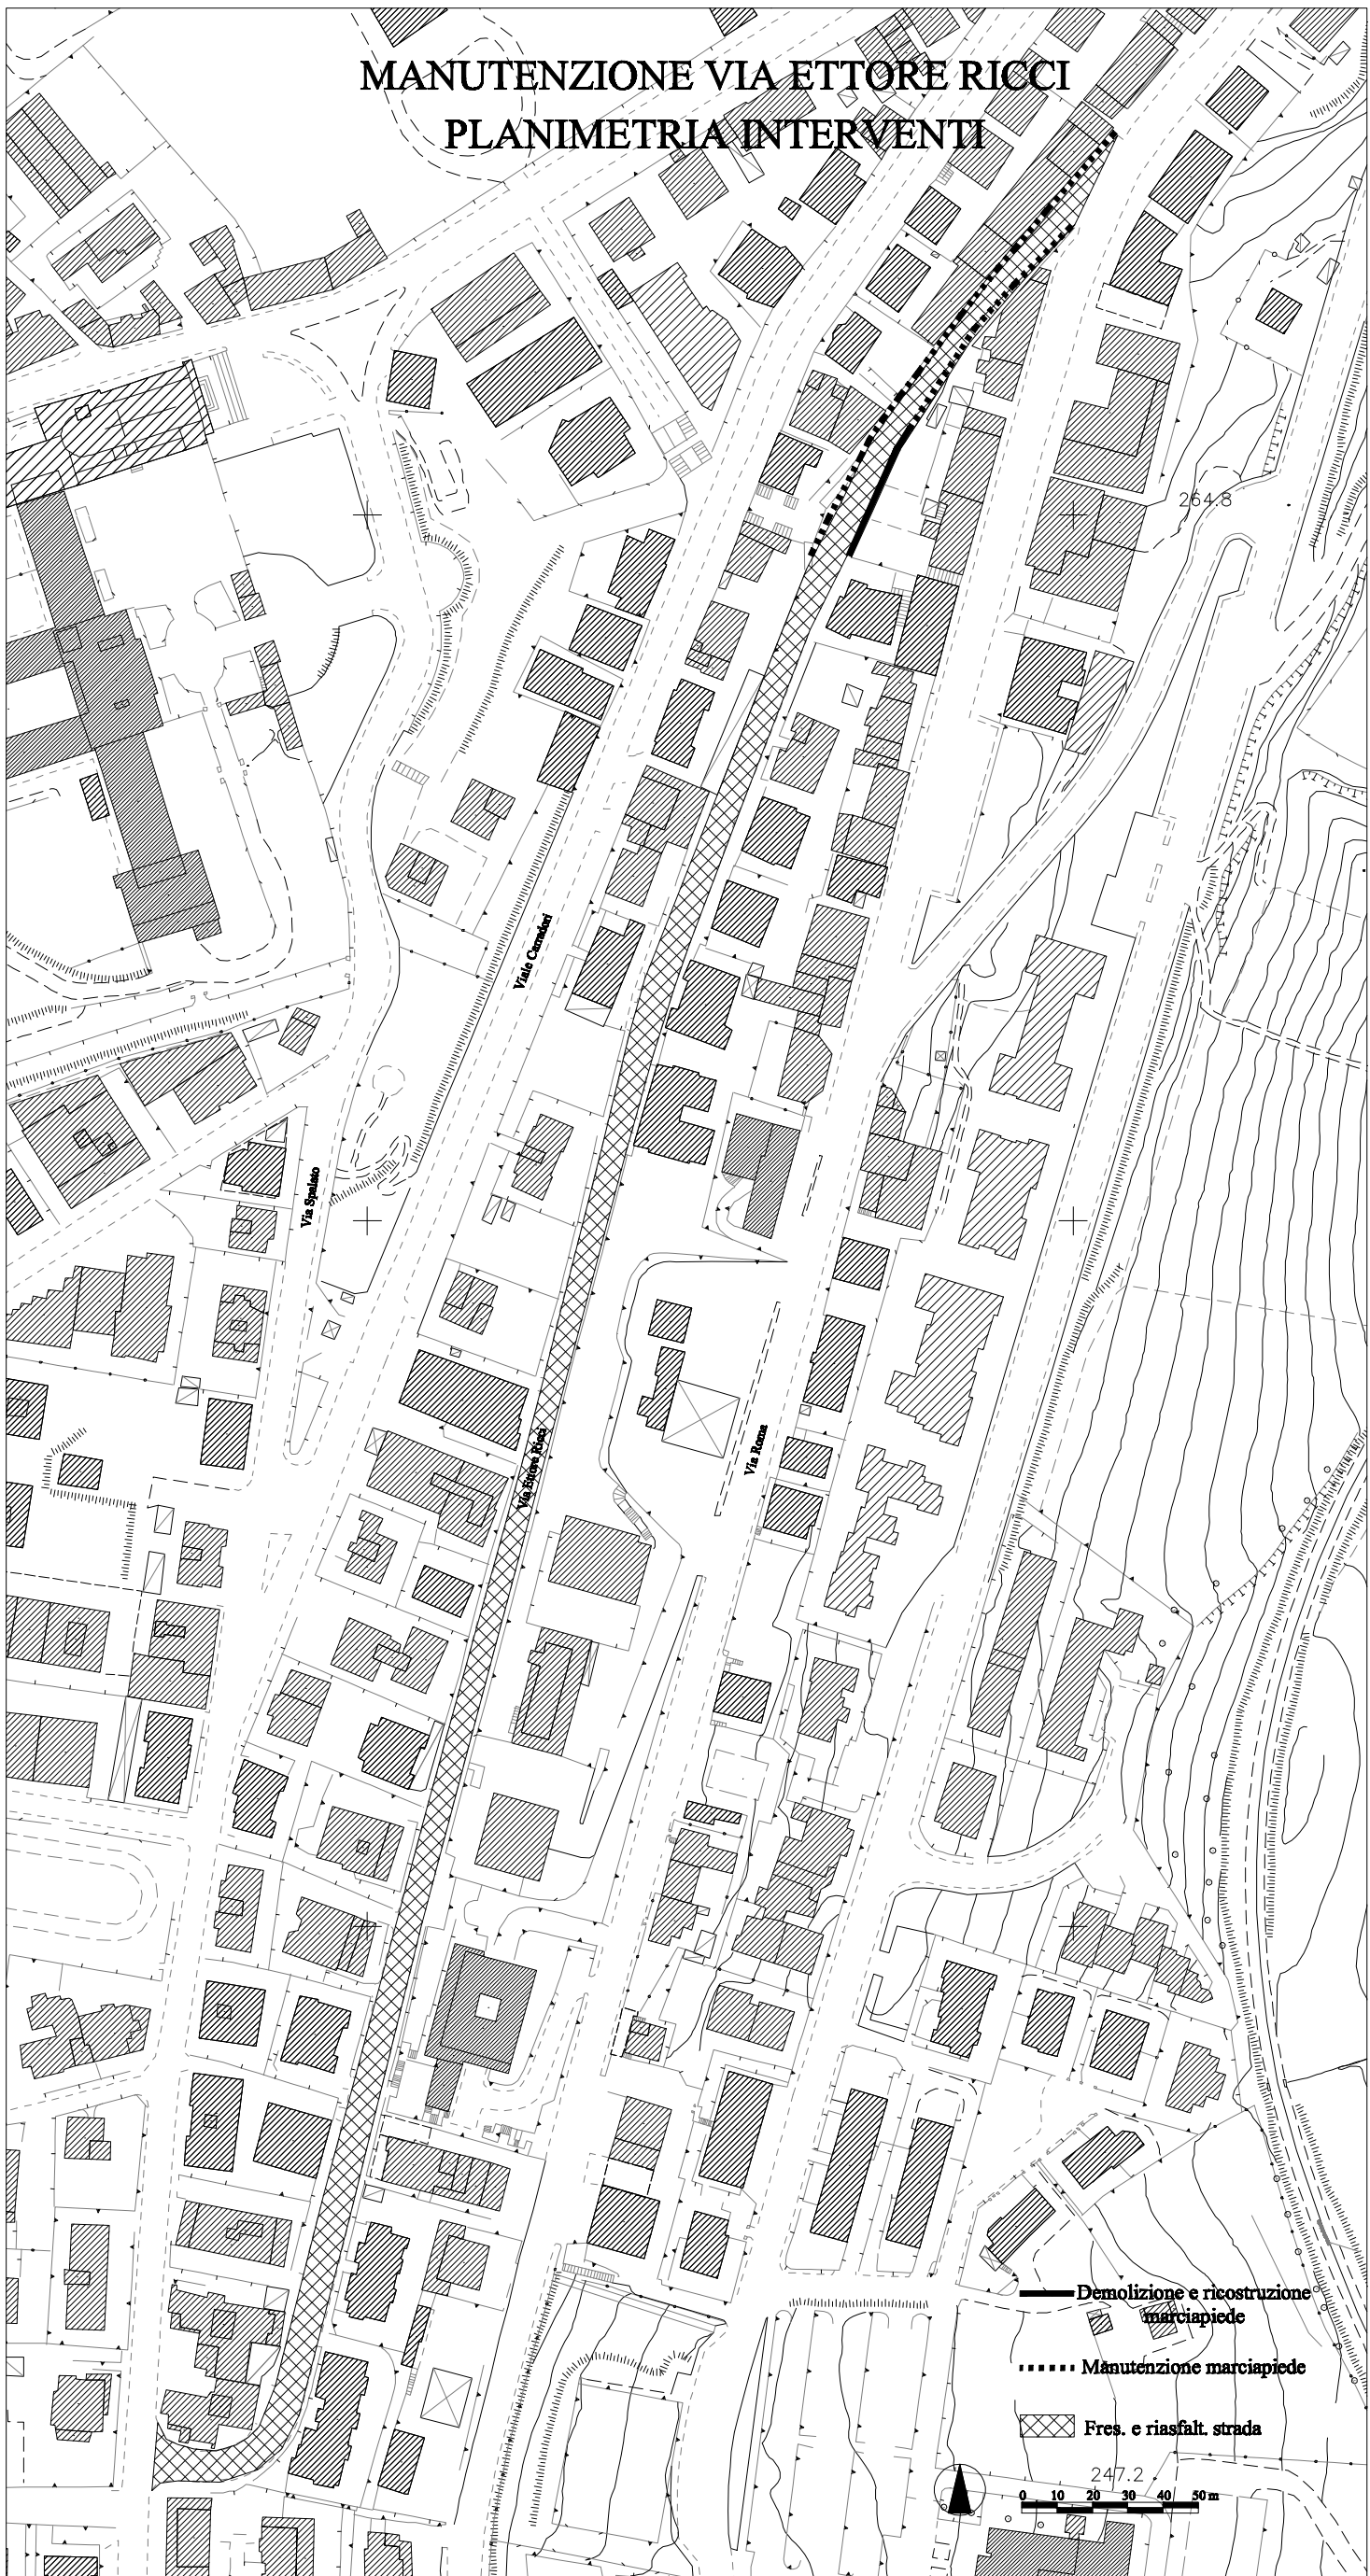 MANUTENZIONE VIA ETTORE RICCI
PLANIMETRIA INTERVENTI
264.8
Viale Carradori
Via Spalato
Via Ettore Ricci
Via Roma
Demolizione e ricostruzione
marciapiede
Manutenzione marciapiede
Fres. e riasfalt. strada
247.2
0 10 20 30 40 50 m